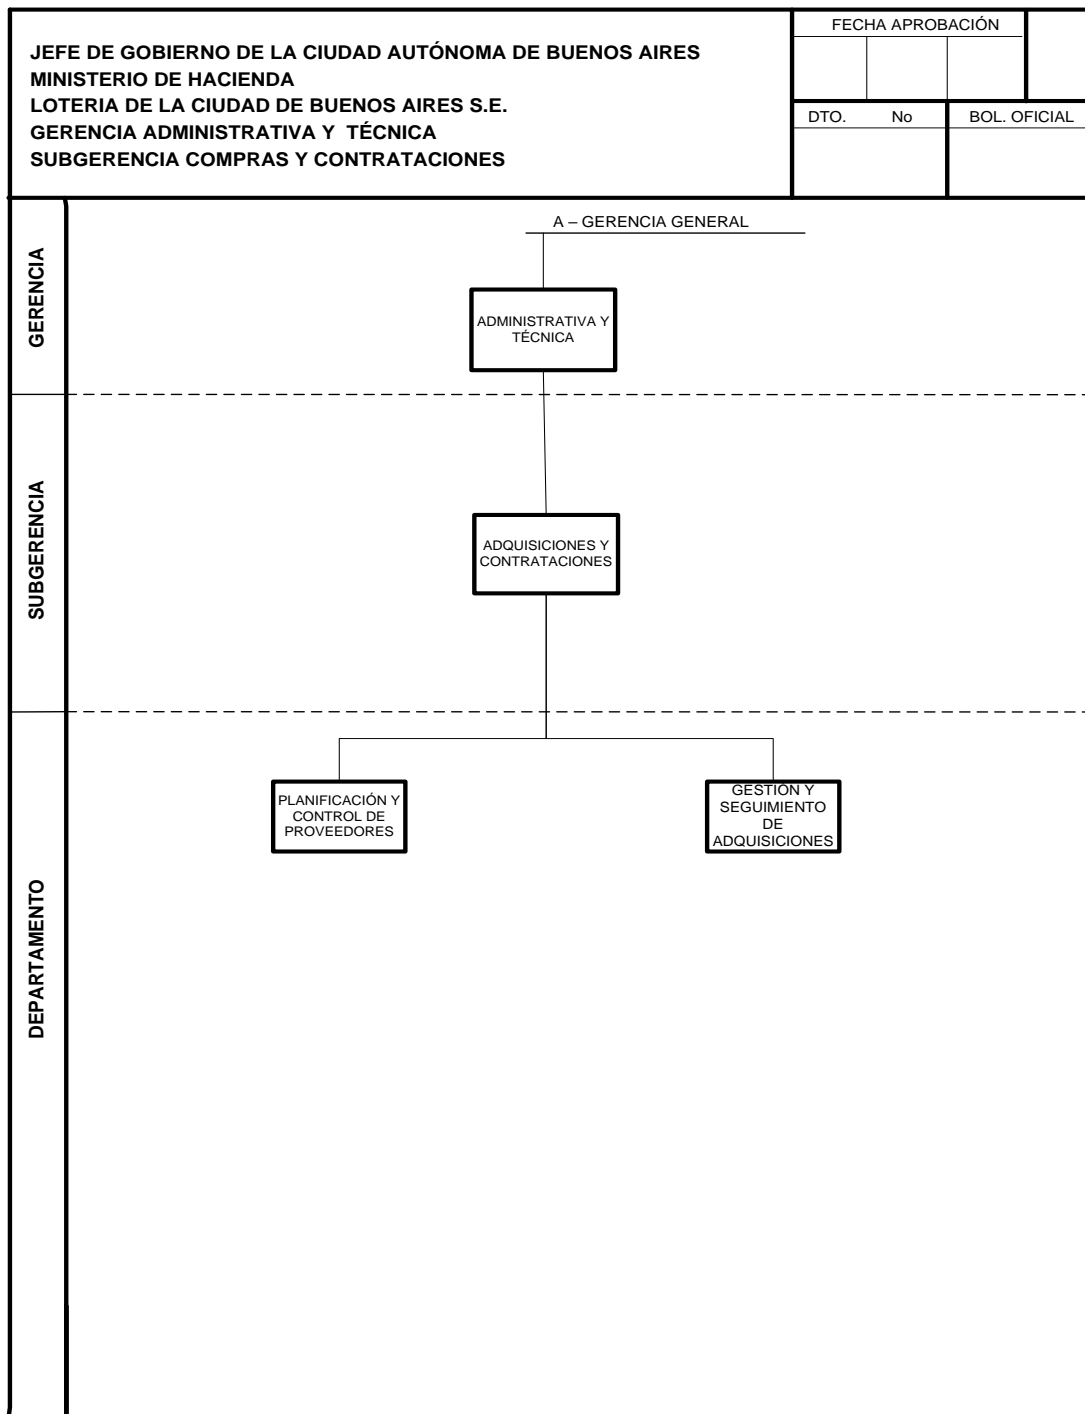 JEFE DE GOBIERNO DE LA CIUDAD AUTÓNOMA DE BUENOS AIRES
MINISTERIO DE HACIENDA
LOTERIA DE LA CIUDAD DE BUENOS AIRES S.E.
GERENCIA ADMINISTRATIVA Y  TÉCNICA
SUBGERENCIA COMPRAS Y CONTRATACIONES
FECHA APROBACIÓN
DTO. No
BOL. OFICIAL
A – GERENCIA GENERAL
GERENCIA
ADMINISTRATIVA Y
TÉCNICA
SUBGERENCIA
ADQUISICIONES Y
CONTRATACIONES
DEPARTAMENTO
PLANIFICACIÓN Y
CONTROL DE
PROVEEDORES
GESTIÓN Y
SEGUIMIENTO
DE
ADQUISICIONES